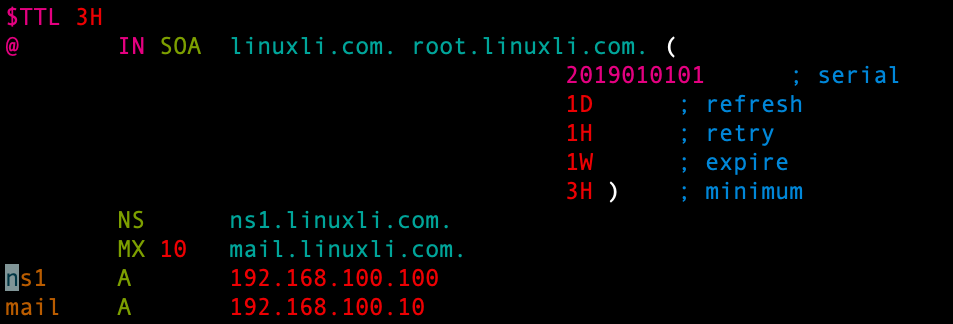 $TTL 3H
@ IN SOA linuxli.com. root.linuxli.com. (
2019010101 ; serial
1D ; refresh
1H ; retry
1W ; expire
3H ) ; minimum
NS ns1.linuxli.com.
MX 10 mail.linuxli.com.
ns1 A 192.168.100.100
mail A 192.168.100.10